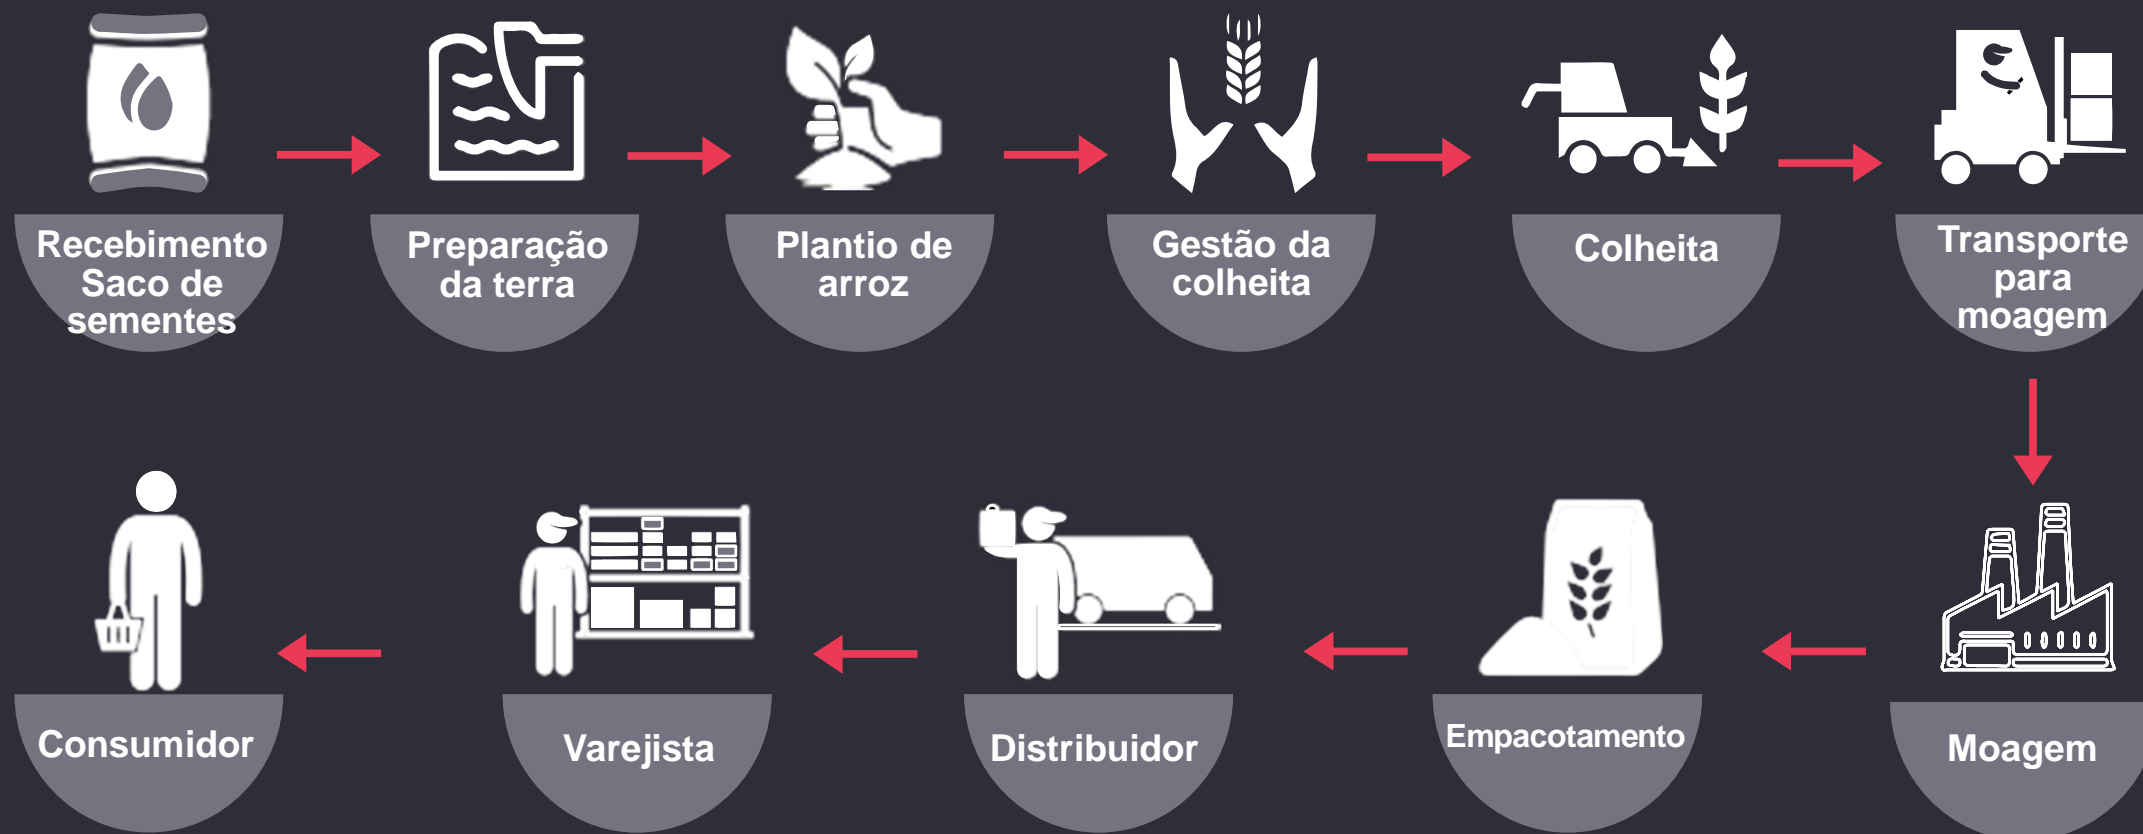 Recebimento
Saco de
sementes
Preparação
da terra
Plantio de
arroz
Gestão da
colheita
Colheita
Transporte
para
moagem
Consumidor
Varejista
Distribuidor
Empacotamento
Moagem